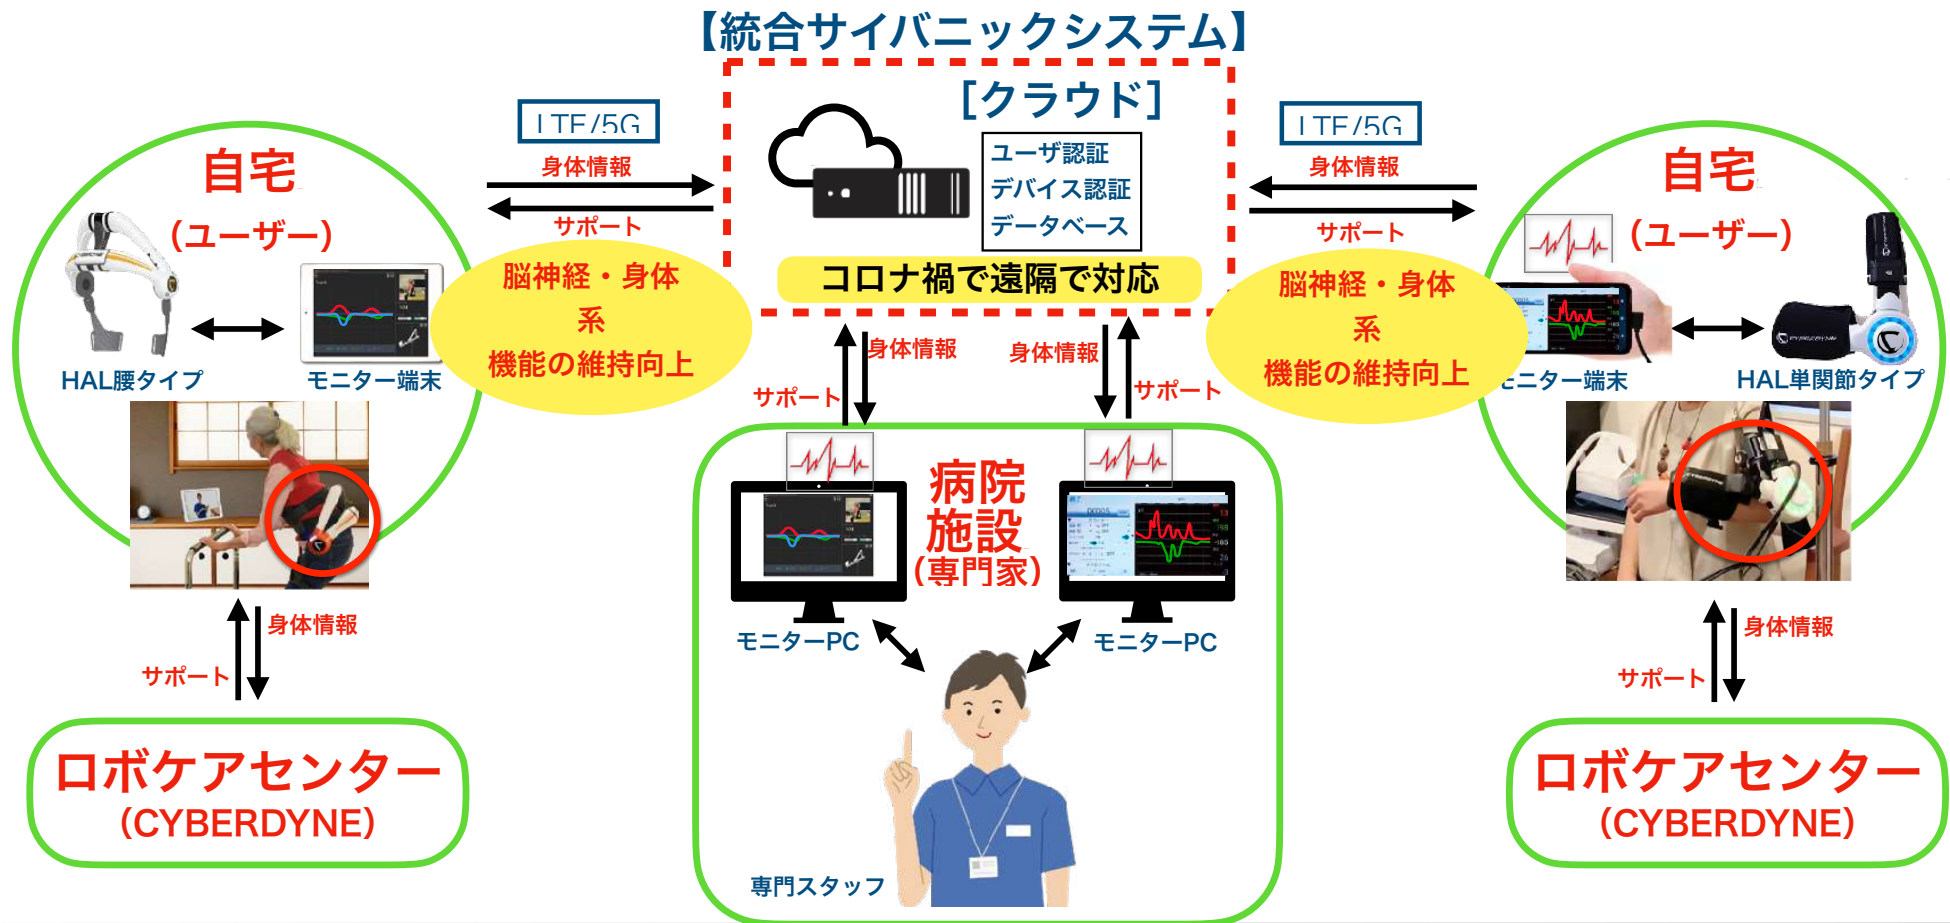 【統合サイバニックシステム】
[クラウド]
ユーザ認証
デバイス認証
データベース
コロナ禍で遠隔で対応
LTE/5G
身体情報
サポート
脳神経・身体
系
機能の維持向上
自宅
(ユーザー)
HAL腰タイプ
モニター端末
身体情報
サポート
ロボケアセンター
(CYBERDYNE)
LTE/5G
身体情報
サポート
脳神経・身体
系
機能の維持向上
自宅
(ユーザー)
モニター端末
HAL単関節タイプ
CYBERDYNE
身体情報
サポート
ロボケアセンター
(CYBERDYNE)
身体情報
サポート
身体情報
サポート
病院
施設
(専門家)
モニターPC
モニターPC
専門スタッフ